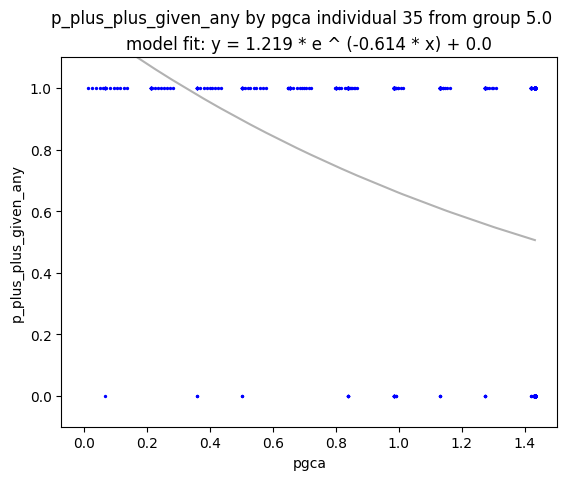 p_plus_plus_given_any by pgca individual 35 from group 5.0
model fit: y = 1.219 * e ^ (-0.614 * x) + 0.0
1.0
0.8
0.6
0.4
0.2
0.0
p_plus_plus_given_any
0.0 0.2 0.4 0.6 0.8 1.0 1.2 1.4
pgca